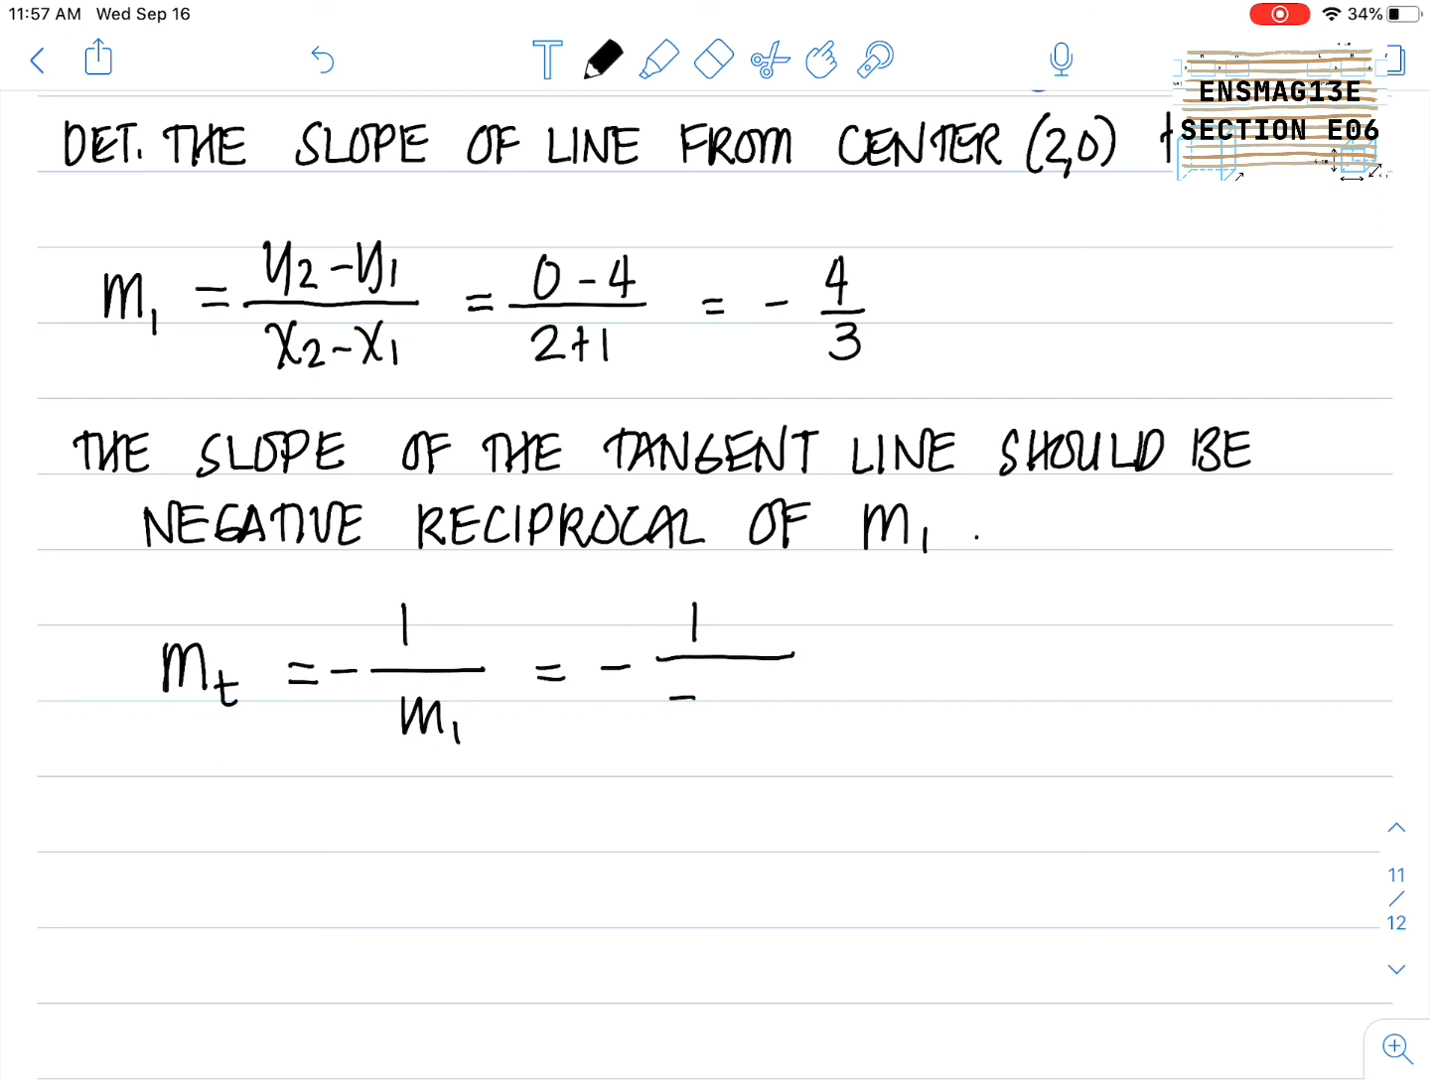 11:57 AM Wed Sep 16
34%
ENSMAG13E
SECTION E06
DET. THE SLOPE OF LINE FROM CENTER (2,0)
m₁ = y₂-y₁ / x₂-x₁ = 0-4 / 2+1 = - 4/3
THE SLOPE OF THE TANGENT LINE SHOULD BE
NEGATIVE RECIPROCAL OF m₁ .
mt = - 1/m₁ = - 1/-
11
/
12